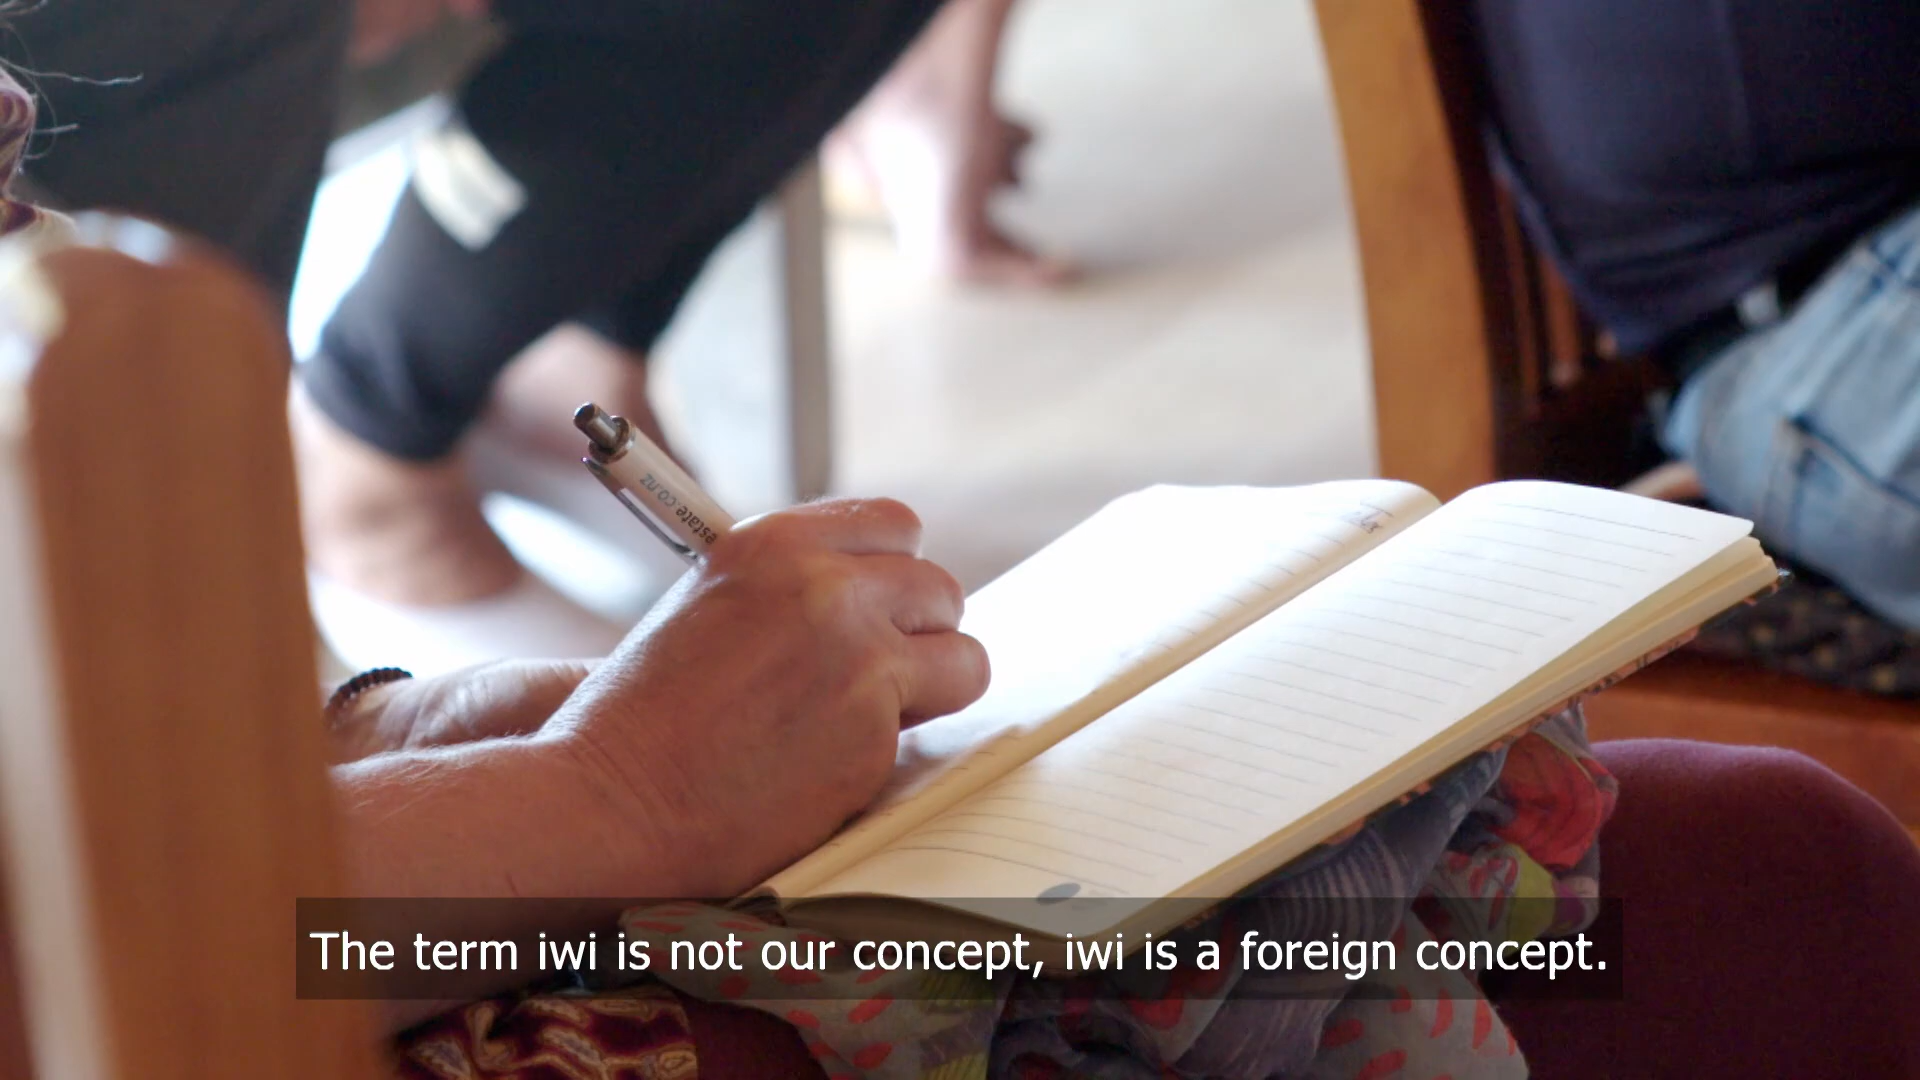 estate.co.nz
The term iwi is not our concept, iwi is a foreign concept.